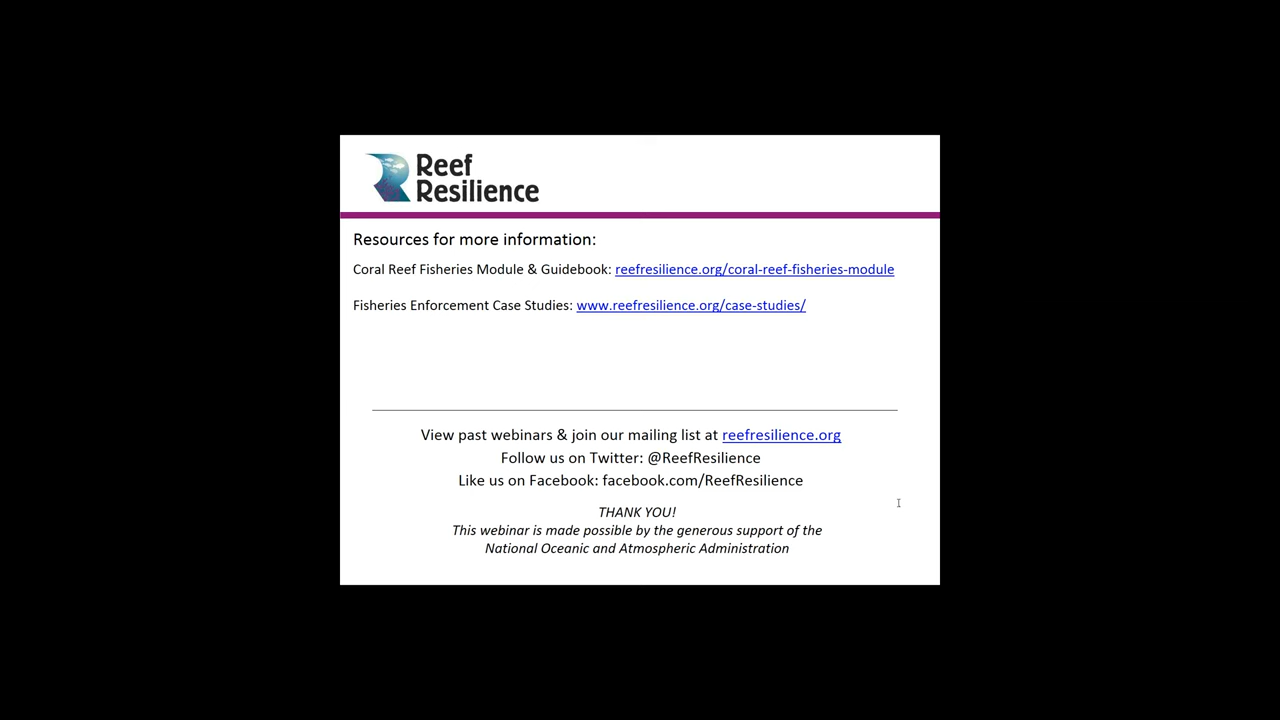 Reef
Resilience
Resources for more information:
Coral Reef Fisheries Module & Guidebook: reefresilience.org/coral-reef-fisheries-module
Fisheries Enforcement Case Studies: www.reefresilience.org/case-studies/
View past webinars & join our mailing list at reefresilience.org
Follow us on Twitter: @ReefResilience
Like us on Facebook: facebook.com/ReefResilience
THANK YOU!
This webinar is made possible by the generous support of the
National Oceanic and Atmospheric Administration